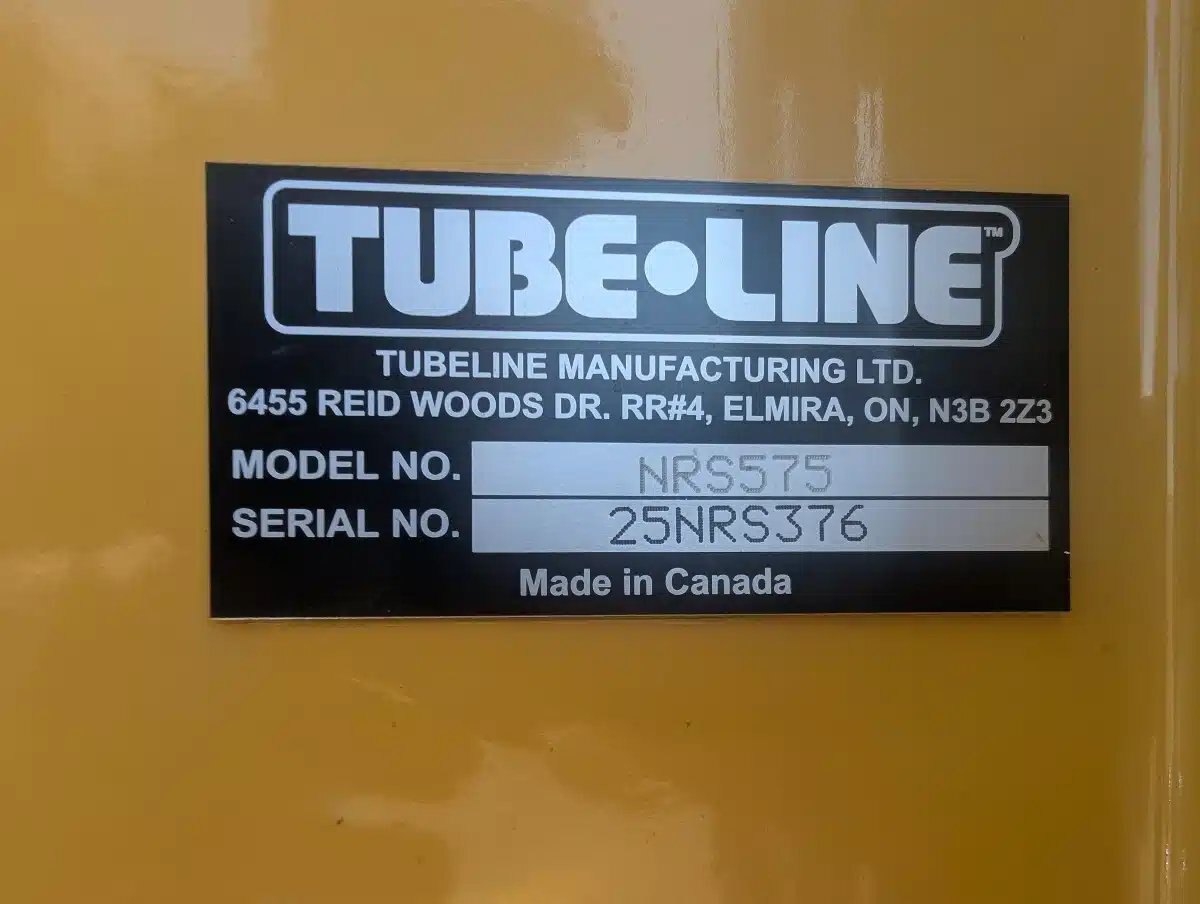 TUBE•LINE™
TUBELINE MANUFACTURING LTD.
6455 REID WOODS DR. RR#4, ELMIRA, ON, N3B 2Z3
MODEL NO. NRS575
SERIAL NO. 25NRS376
Made in Canada